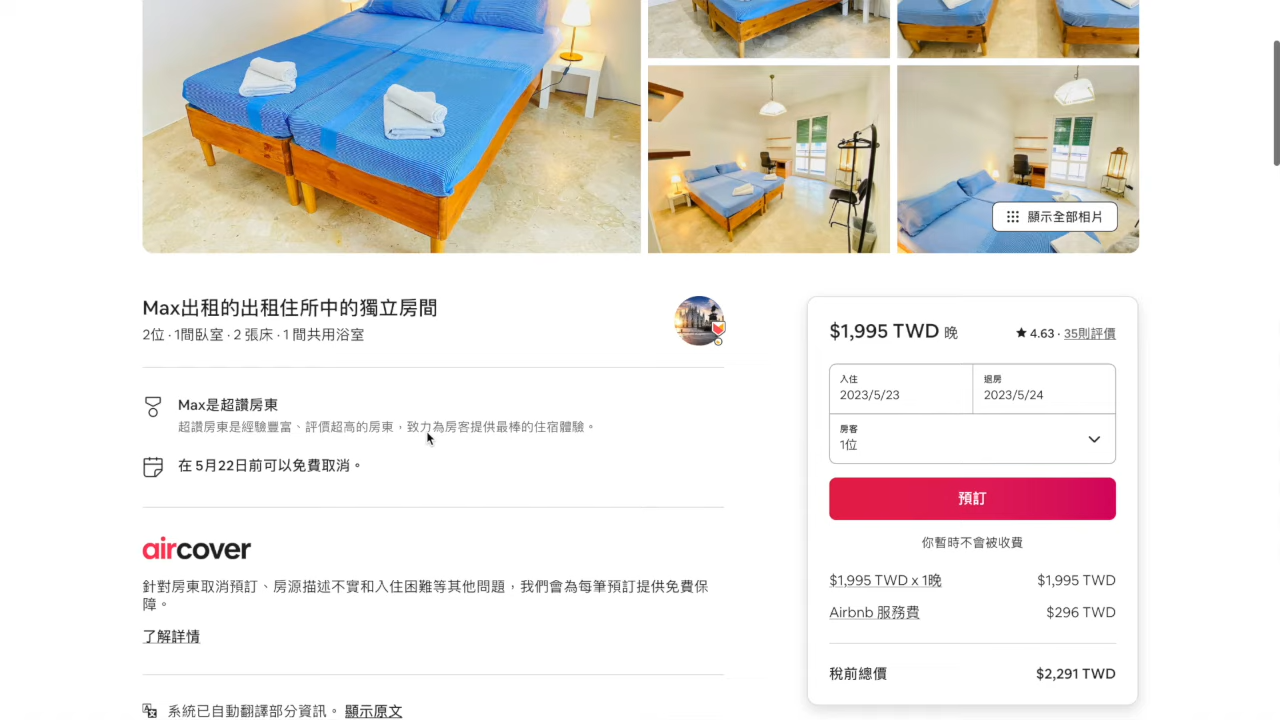 顯示全部相片
Max出租的出租住所中的獨立房間
2位 · 1間臥室 · 2 張床 · 1 間共用浴室
Max是超讚房東
超讚房東是經驗豐富、評價超高的房東，致力為房客提供最棒的住宿體驗。
在 5月22日前可以免費取消。
aircover
針對房東取消預訂、房源描述不實和入住困難等其他問題，我們會為每筆預訂提供免費保
障。
了解詳情
系統已自動翻譯部分資訊。 顯示原文
$1,995 TWD 晚
★ 4.63 · 35則評價
入住
2023/5/23
退房
2023/5/24
房客
1位
預訂
你暫時不會被收費
$1,995 TWD x 1晚 $1,995 TWD
Airbnb 服務費 $296 TWD
稅前總價 $2,291 TWD